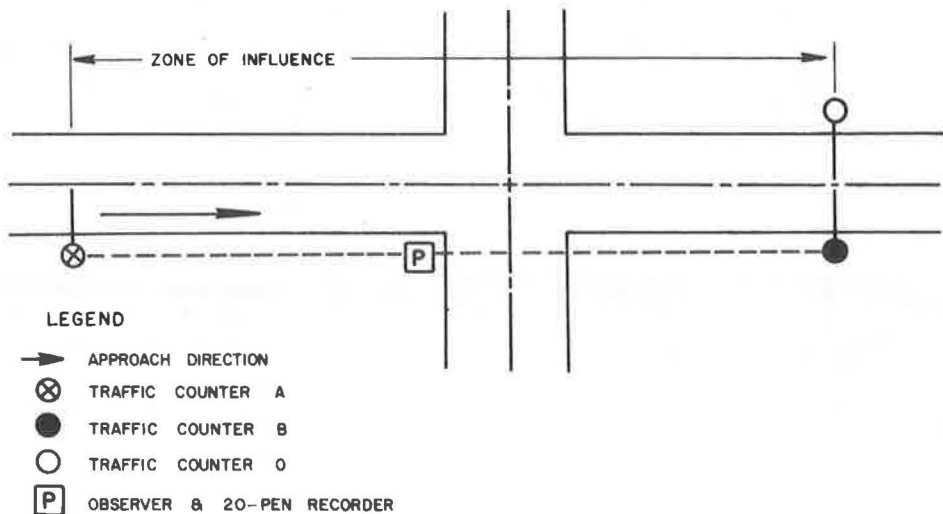 ZONE OF INFLUENCE
P
LEGEND
APPROACH DIRECTION
TRAFFIC COUNTER A
TRAFFIC COUNTER B
TRAFFIC COUNTER O
P OBSERVER & 20-PEN RECORDER